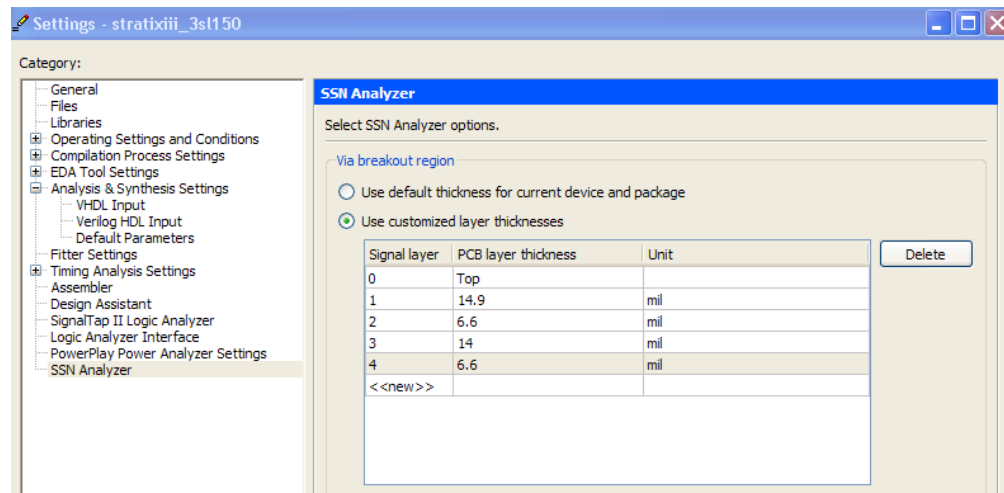 Settings - stratixiii_3sl150
Category:
General
Files
Libraries
Operating Settings and Conditions
Compilation Process Settings
EDA Tool Settings
Analysis & Synthesis Settings
VHDL Input
Verilog HDL Input
Default Parameters
Fitter Settings
Timing Analysis Settings
Assembler
Design Assistant
SignalTap II Logic Analyzer
Logic Analyzer Interface
PowerPlay Power Analyzer Settings
SSN Analyzer
SSN Analyzer
Select SSN Analyzer options.
Via breakout region
Use default thickness for current device and package
Use customized layer thicknesses
Signal layer PCB layer thickness Unit
0 Top
1 14.9 mil
2 6.6 mil
3 14 mil
4 6.6 mil
<<new>>
Delete